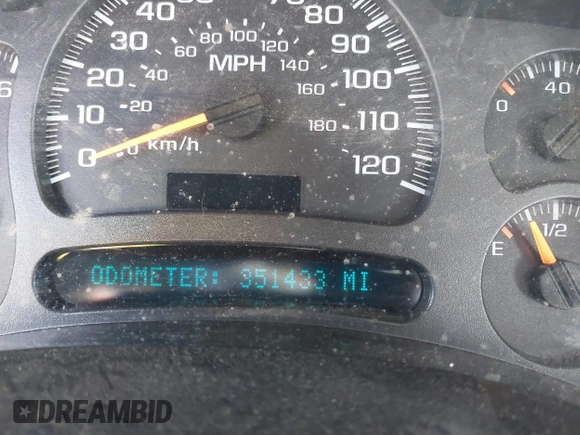 30 40 80 90
20 60 80 100 120
40 MPH 140 100
10 20 160 110
0 0 km/h 180 120
6
0 40
E 1/2
ODOMETER: 351433 MI
DREAMBID